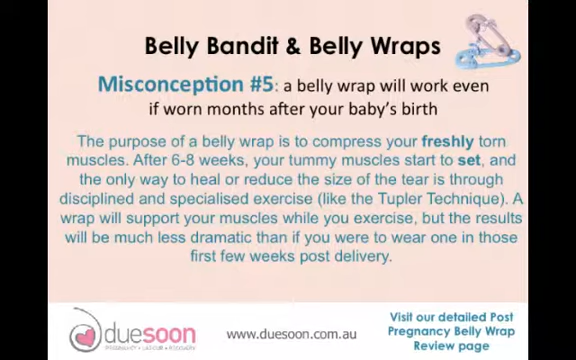 Belly Bandit & Belly Wraps
Misconception #5: a belly wrap will work even
if worn months after your baby's birth
The purpose of a belly wrap is to compress your freshly torn
muscles. After 6-8 weeks, your tummy muscles start to set, and
the only way to heal or reduce the size of the tear is through
disciplined and specialised exercise (like the Tupler Technique). A
wrap will support your muscles while you exercise, but the results
will be much less dramatic than if you were to wear one in those
first few weeks post delivery.
duesoon
www.duesoon.com.au
Visit our detailed Post
Pregnancy Belly Wrap
Review page